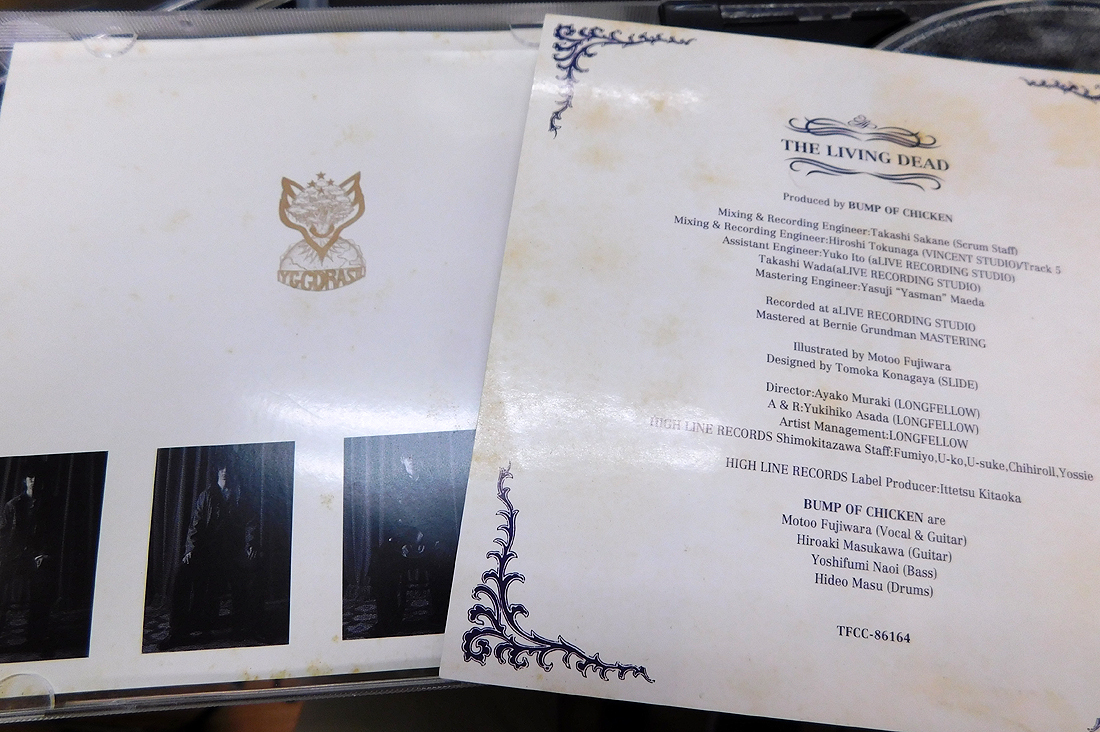 YGGDRASIL
THE LIVING DEAD
Produced by BUMP OF CHICKEN
Mixing & Recording Engineer:Takashi Sakane (Scrum Staff)
Mixing & Recording Engineer:Hiroshi Tokunaga (VINCENT STUDIO)/Track 5
Assistant Engineer:Yuko Ito (aLIVE RECORDING STUDIO)
Takashi Wada(aLIVE RECORDING STUDIO)
Mastering Engineer:Yasuji "Yasman" Maeda
Recorded at aLIVE RECORDING STUDIO
Mastered at Bernie Grundman MASTERING
Illustrated by Motoo Fujiwara
Designed by Tomoka Konagaya (SLIDE)
Director:Ayako Muraki (LONGFELLOW)
A & R:Yukihiko Asada (LONGFELLOW)
Artist Management:LONGFELLOW
HIGH LINE RECORDS Shimokitazawa Staff:Fumiyo,U-ko,U-suke,Chihiroll,Yossie
HIGH LINE RECORDS Label Producer:Ittetsu Kitaoka
BUMP OF CHICKEN are
Motoo Fujiwara (Vocal & Guitar)
Hiroaki Masukawa (Guitar)
Yoshifumi Naoi (Bass)
Hideo Masu (Drums)
TFCC-86164